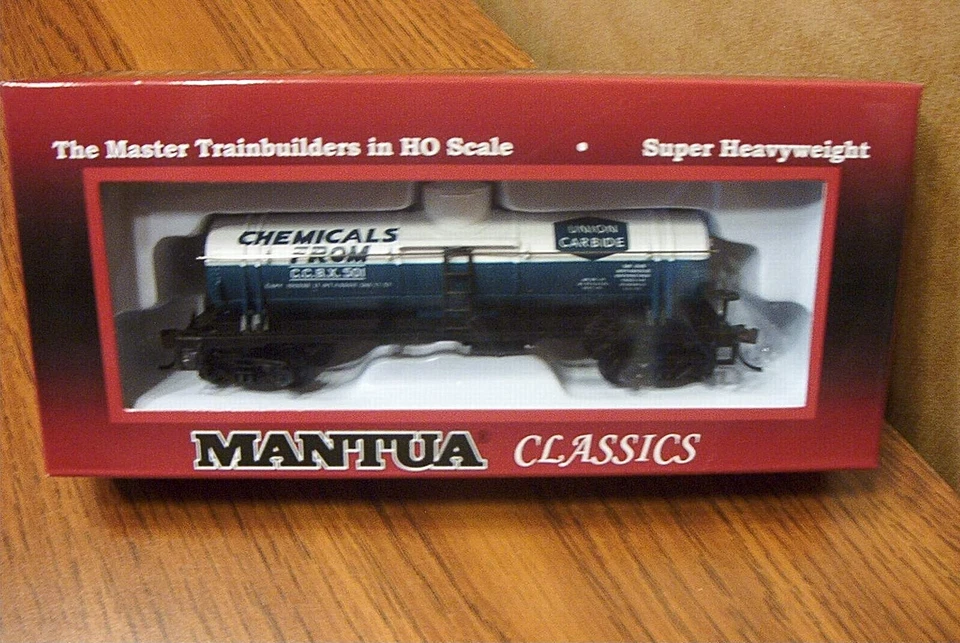 The Master Trainbuilders in HO Scale • Super Heavyweight
CHEMICALS
FROM
C.C.B.X. 501
UNION
CARBIDE
MANTUA® CLASSICS